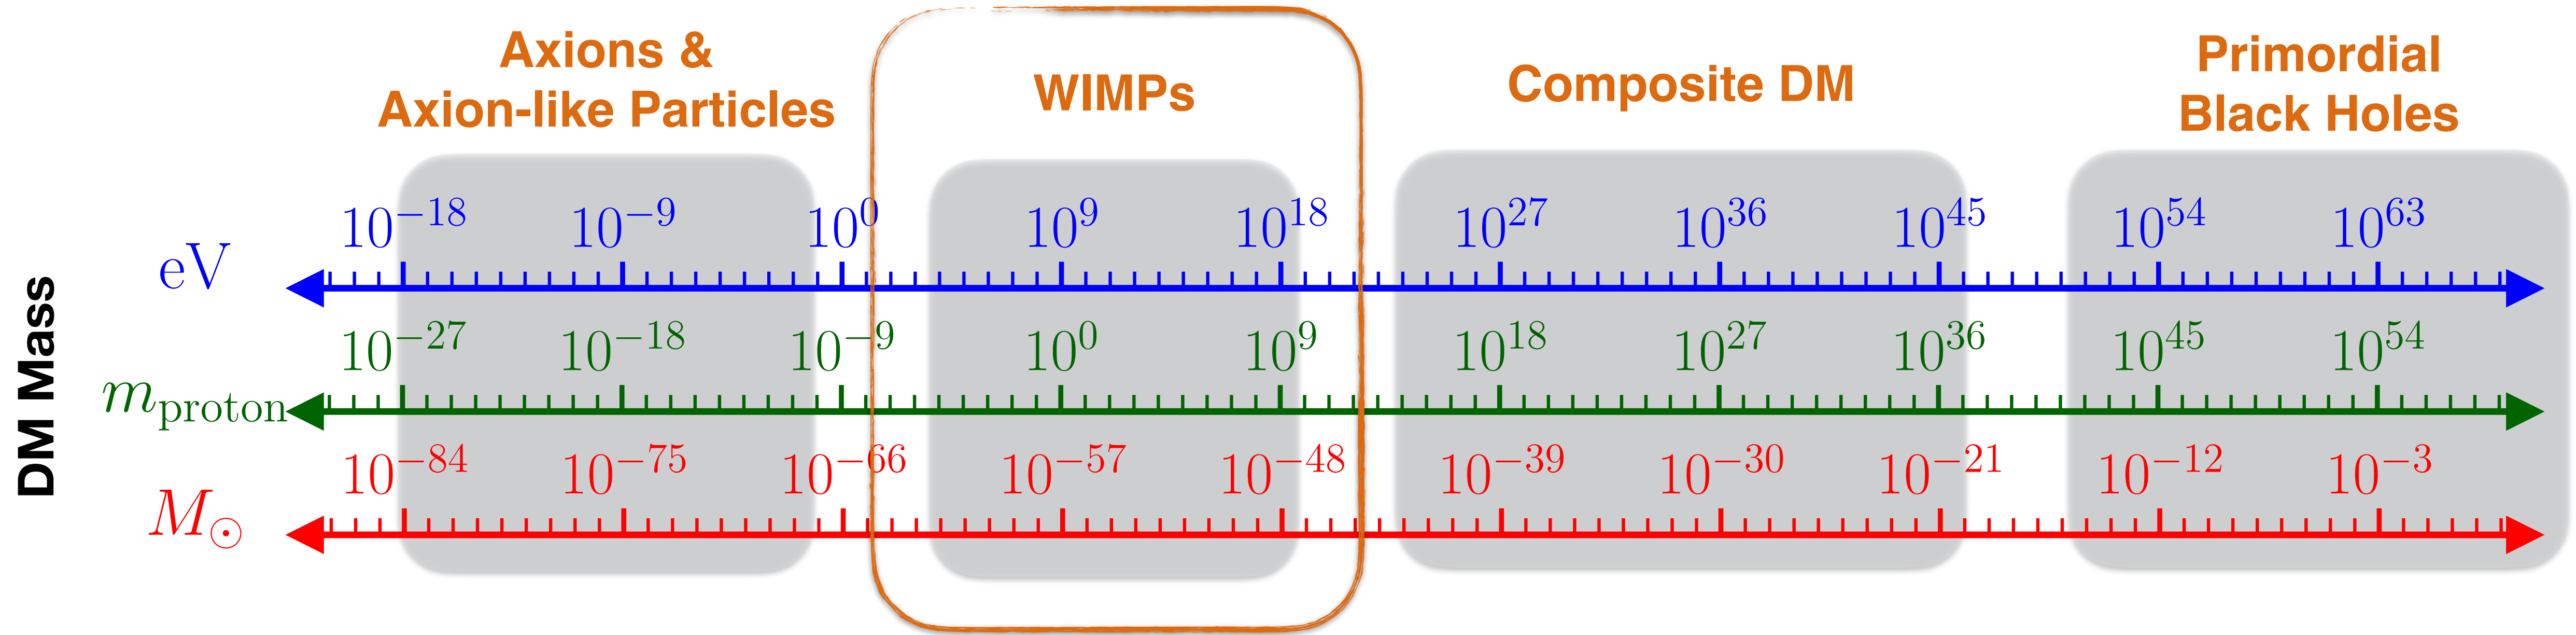 Axions &
Axion-like Particles
WIMPs
Composite DM
Primordial
Black Holes
DM Mass
eV
10^{-18} 10^{-9} 10^{0} 10^{9} 10^{18} 10^{27} 10^{36} 10^{45} 10^{54} 10^{63}
m_{proton}
10^{-27} 10^{-18} 10^{-9} 10^{0} 10^{9} 10^{18} 10^{27} 10^{36} 10^{45} 10^{54}
M_{⊙}
10^{-84} 10^{-75} 10^{-66} 10^{-57} 10^{-48} 10^{-39} 10^{-30} 10^{-21} 10^{-12} 10^{-3}